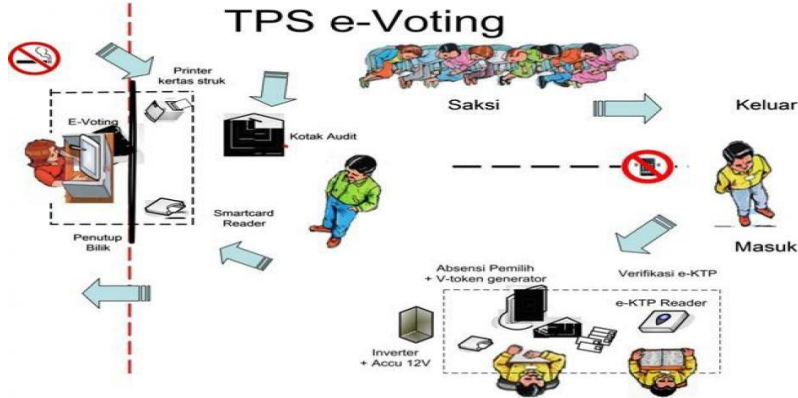 TPS e-Voting
Printer
kertas struk
E-Voting
Kotak Audit
Saksi
Keluar
Smartcard
Reader
Penutup
Bilik
Masuk
Absensi Pemilih
+ V-token generator
Verifikasi e-KTP
e-KTP Reader
Inverter
+ Accu 12V